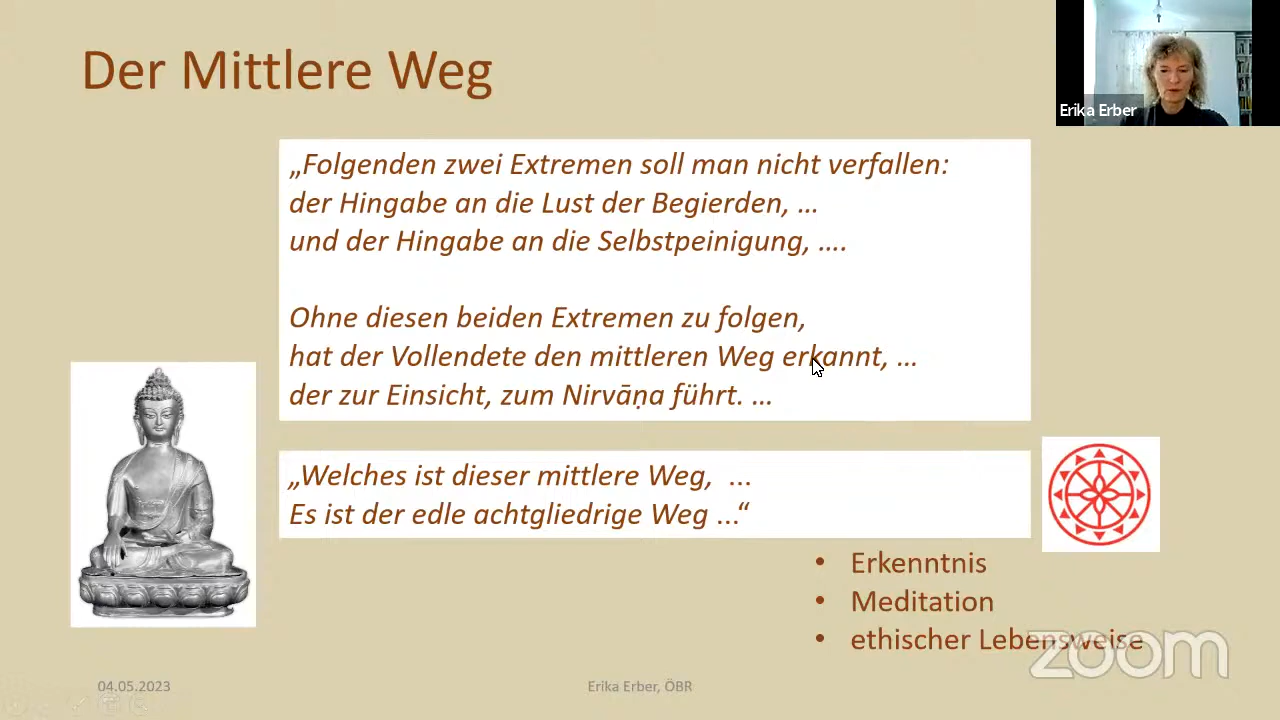 Der Mittlere Weg
Erika Erber
„Folgenden zwei Extremen soll man nicht verfallen:
der Hingabe an die Lust der Begierden, …
und der Hingabe an die Selbstpeinigung, ….
Ohne diesen beiden Extremen zu folgen,
hat der Vollendete den mittleren Weg erkannt, …
der zur Einsicht, zum Nirvāṇa führt. …
„Welches ist dieser mittlere Weg, ...
Es ist der edle achtgliedrige Weg ...“
• Erkenntnis
• Meditation
• ethischer Lebensweise
zoom
04.05.2023
Erika Erber, ÖBR